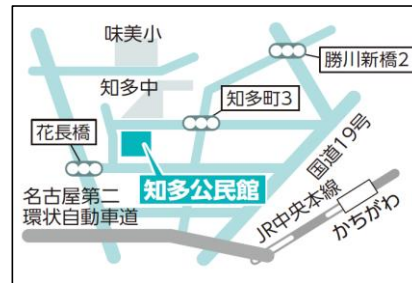 味美小
勝川新橋2
知多中
知多町3
花長橋
国道19号
知多公民館
名古屋第二
環状自動車道
JR中央本線
かちがわ